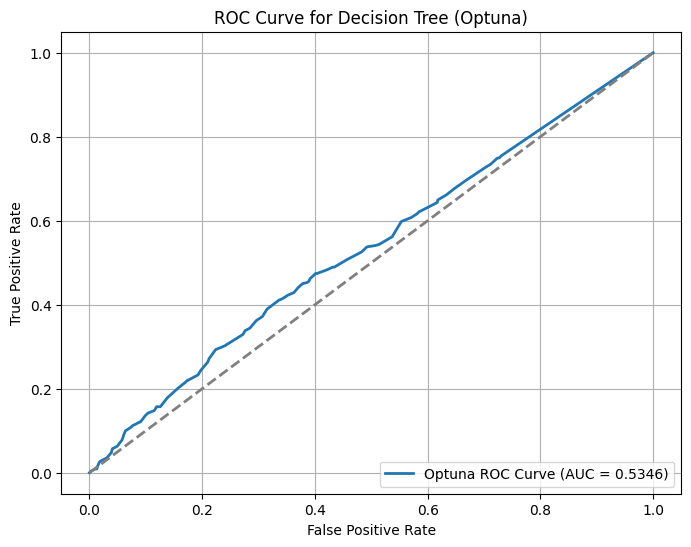 ROC Curve for Decision Tree (Optuna)
1.0
0.8
0.6
0.4
0.2
0.0
True Positive Rate
Optuna ROC Curve (AUC = 0.5346)
0.0 0.2 0.4 0.6 0.8 1.0
False Positive Rate